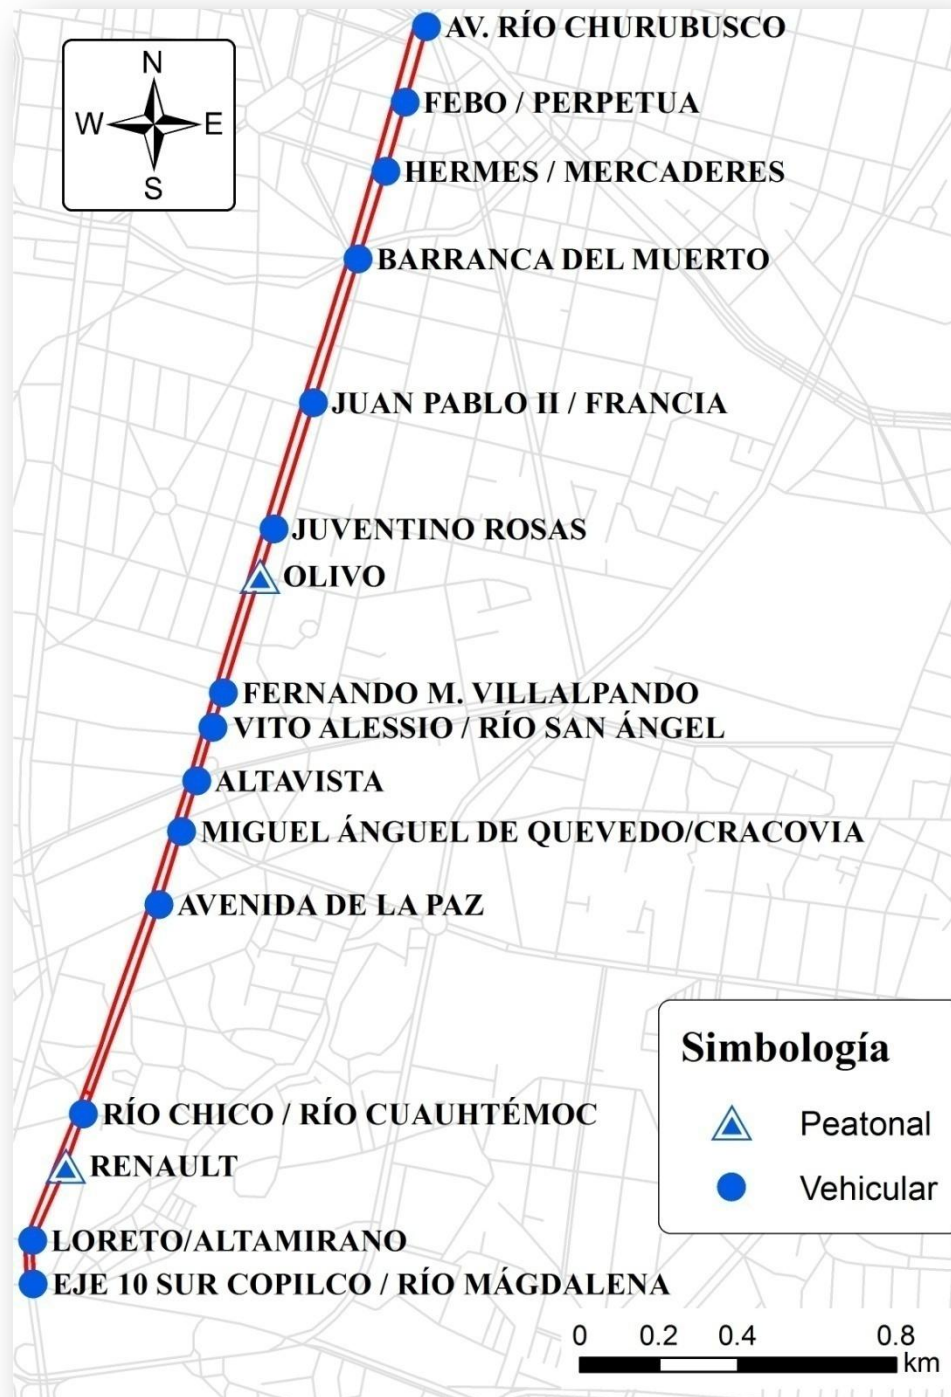 AV. RÍO CHURUBUSCO
N
FEBO / PERPETUA
W
E
HERMES / MERCADERES
S
BARRANCA DEL MUERTO
JUAN PABLO II / FRANCIA
JUVENTINO ROSAS
OLIVO
FERNANDO M. VILLALPANDO
VITO ALESSIO / RÍO SAN ÁNGEL
ALTAVISTA
MIGUEL ÁNGUEL DE QUEVEDO/CRACOVIA
AVENIDA DE LA PAZ
Simbología
Peatonal
Vehicular
RÍO CHICO / RÍO CUAUHTÉMOC
RENAULT
LORETO/ALTAMIRANO
EJE 10 SUR COPILCO / RÍO MÁGDALENA
0 0.2 0.4 0.8
km